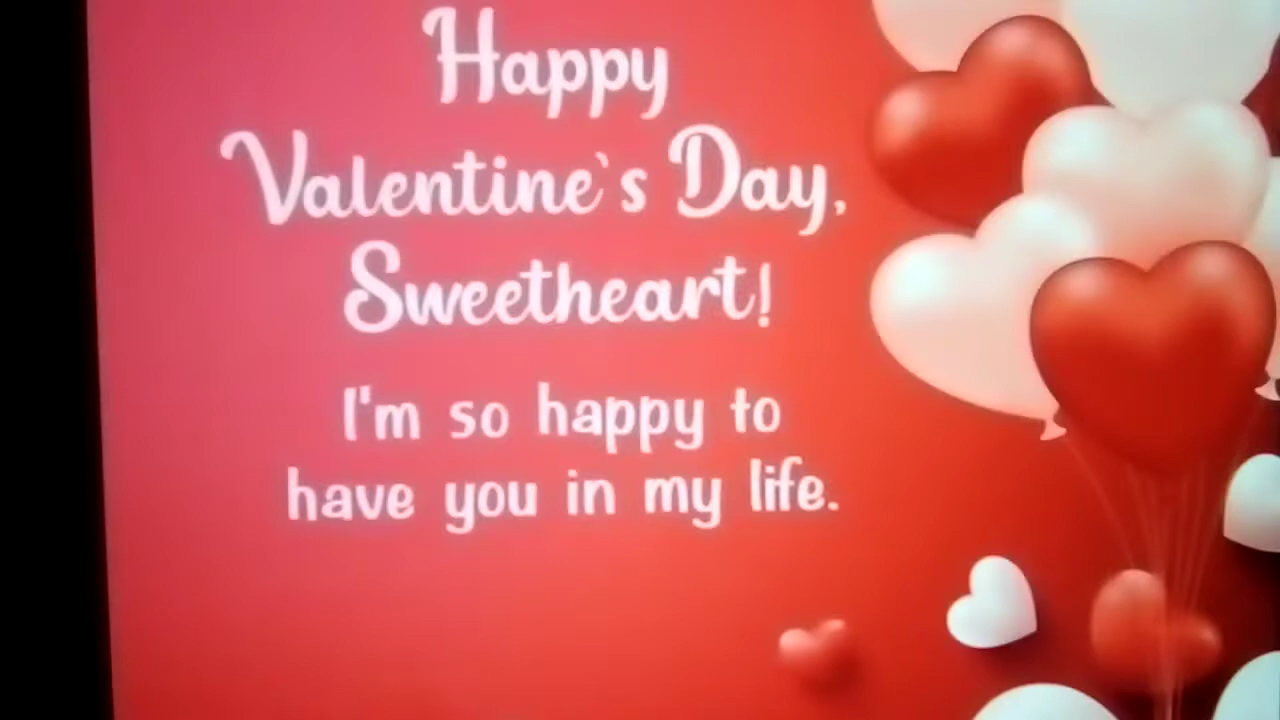 Happy
Valentine`s Day,
Sweetheart!
I'm so happy to
have you in my life.